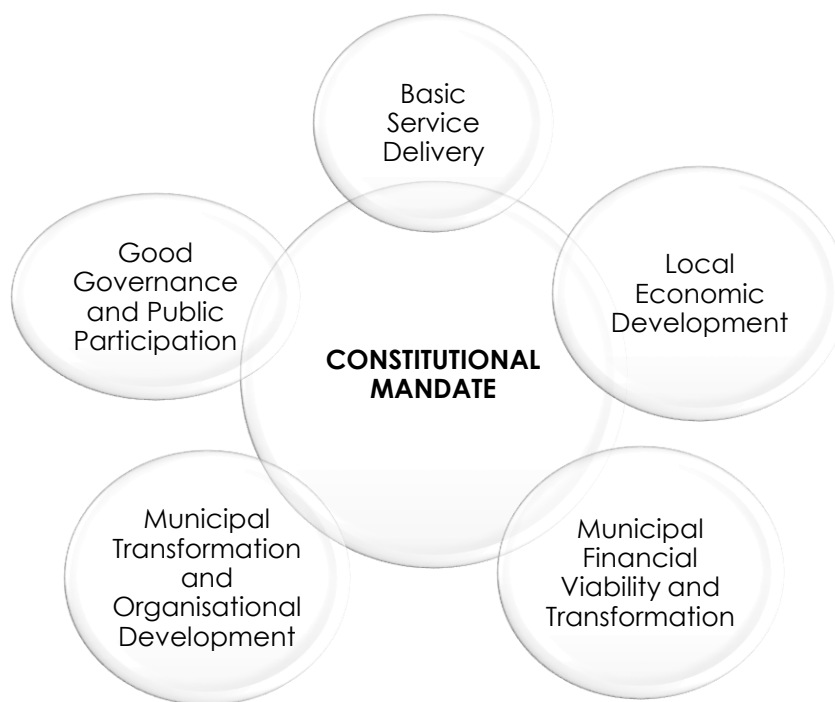 Basic
Service
Delivery
Good
Governance
and Public
Participation
Local
Economic
Development
CONSTITUTIONAL
MANDATE
Municipal
Transformation
and
Organisational
Development
Municipal
Financial
Viability and
Transformation